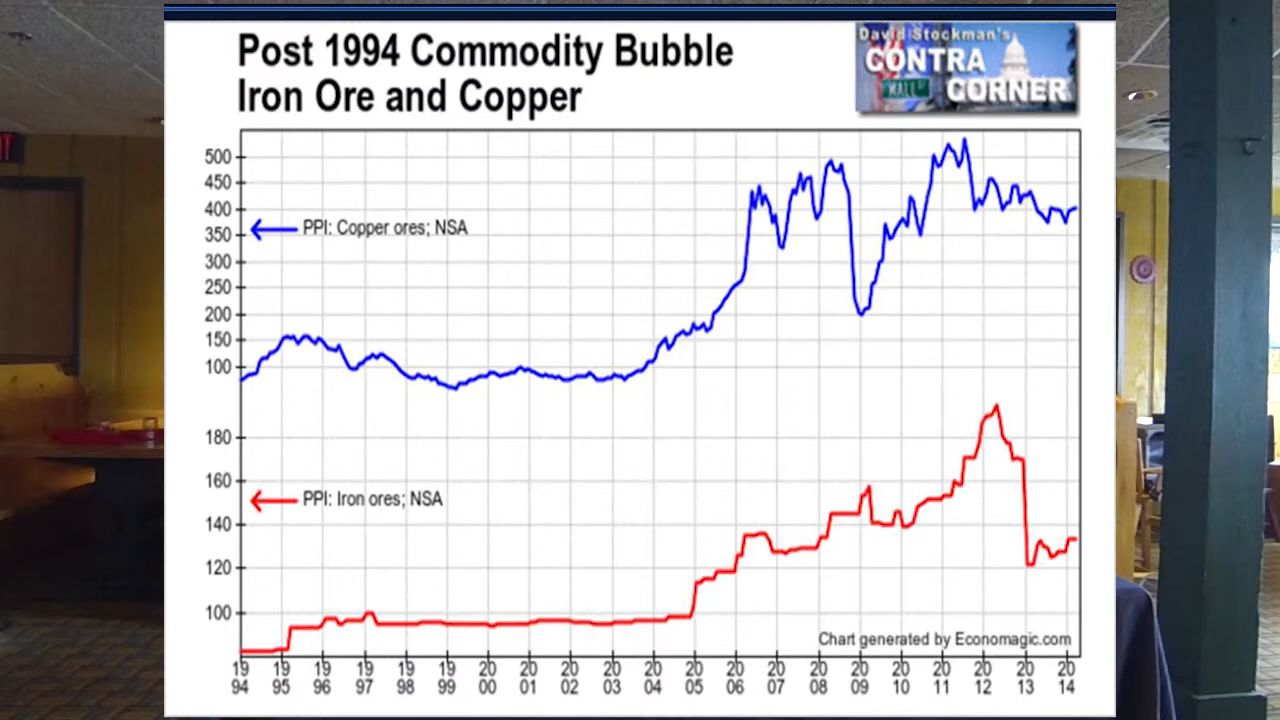 Post 1994 Commodity Bubble
Iron Ore and Copper
David Stockman's
CONTRA
WALL ST
CORNER
500
450
400
350
300
250
200
150
100
PPI: Copper ores; NSA
180
160
140
120
100
PPI: Iron ores; NSA
Chart generated by Economagic.com
19 19 19 19 19 19 20 20 20 20 20 20 20 20 20 20 20 20 20 20 20
94 95 96 97 98 99 00 01 02 03 04 05 06 07 08 09 10 11 12 13 14